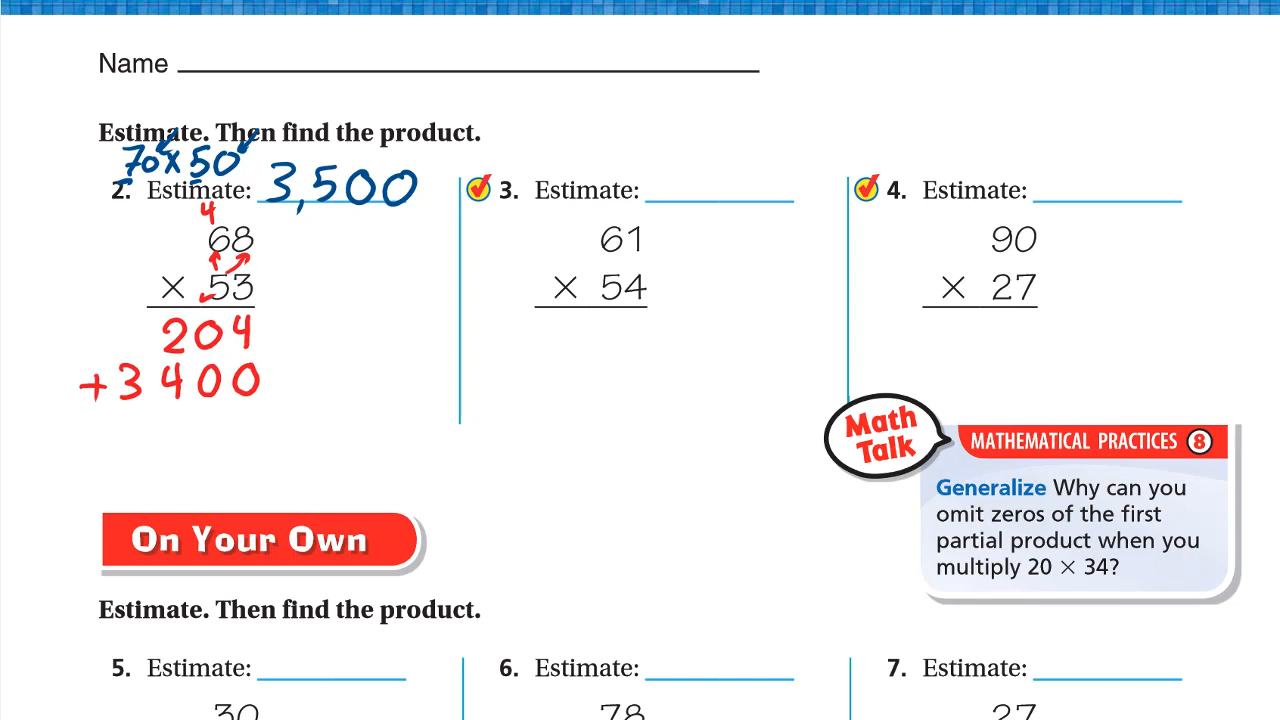 Name
Estimate. Then find the product.
70 x 50
2. Estimate: 3,500
4
68
× 53
204
+3400
3. Estimate:
61
× 54
4. Estimate:
90
× 27
Math Talk
MATHEMATICAL PRACTICES 8
Generalize Why can you
omit zeros of the first
partial product when you
multiply 20 × 34?
On Your Own
Estimate. Then find the product.
5. Estimate:
30
6. Estimate:
78
7. Estimate:
27